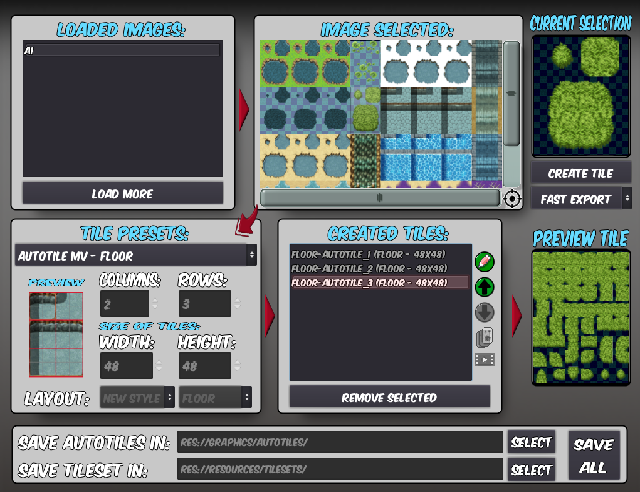 LOADED IMAGES:
A1
LOAD MORE
IMAGE SELECTED:
CURRENT SELECTION
CREATE TILE
FAST EXPORT
TILE PRESETS:
AUTOTILE MV - FLOOR
PREVIEW
COLUMNS:
ROWS:
2
3
SIZE OF TILES:
WIDTH:
HEIGHT:
48
48
LAYOUT:
NEW STYLE
FLOOR
CREATED TILES:
FLOOR-AUTOTILE_1 (FLOOR - 48X48)
FLOOR-AUTOTILE_2 (FLOOR - 48X48)
FLOOR-AUTOTILE_3 (FLOOR - 48X48)
REMOVE SELECTED
PREVIEW TILE
SAVE AUTOTILES IN:
RES://GRAPHICS/AUTOTILES/
SELECT
SAVE TILESET IN:
RES://RESOURCES/TILESETS/
SELECT
SAVE
ALL